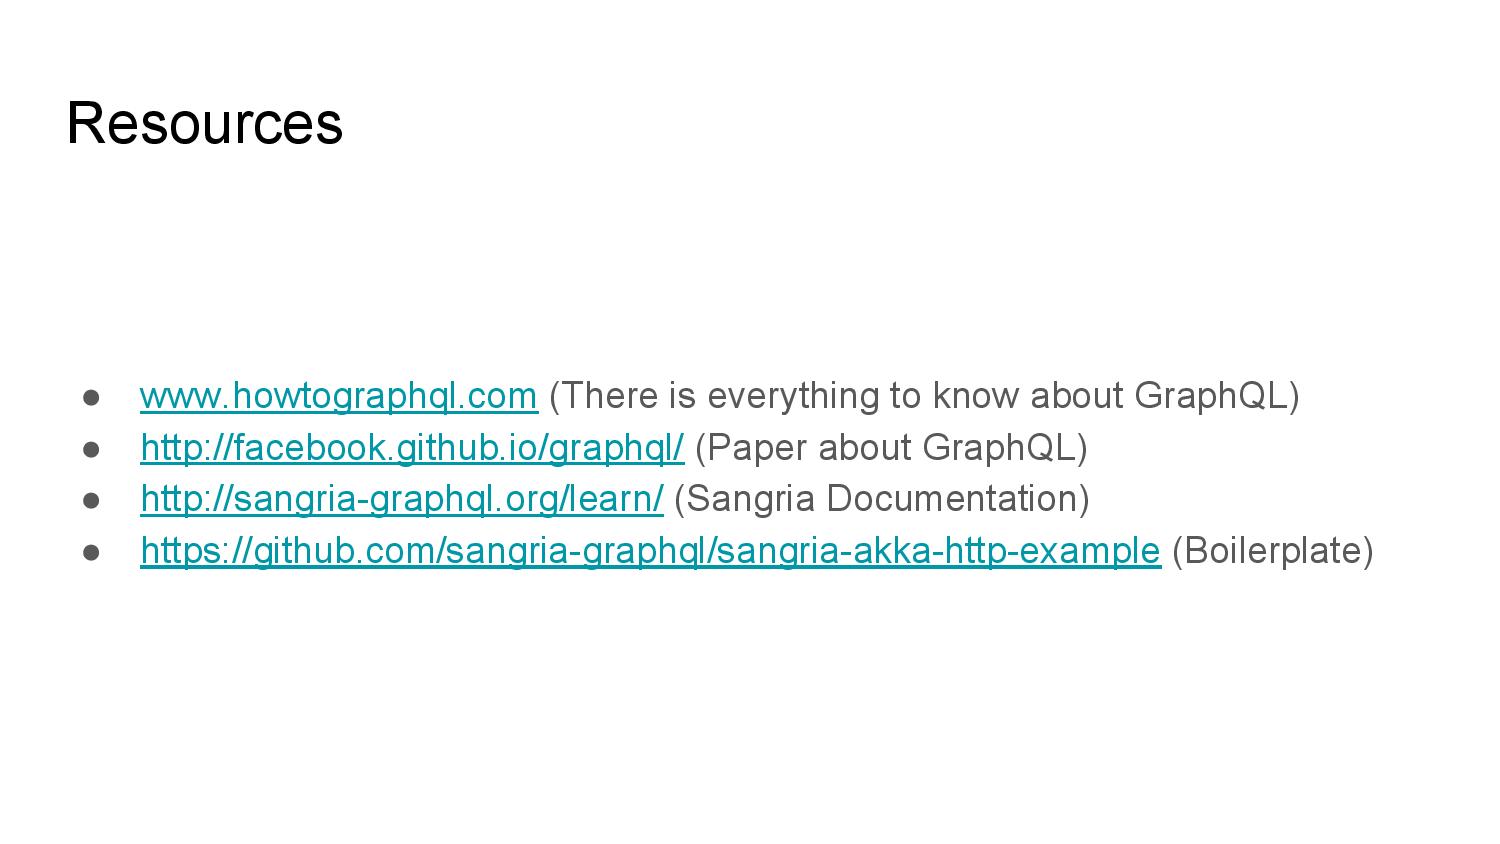 Resources
● www.howtographql.com (There is everything to know about GraphQL)
● http://facebook.github.io/graphql/ (Paper about GraphQL)
● http://sangria-graphql.org/learn/ (Sangria Documentation)
● https://github.com/sangria-graphql/sangria-akka-http-example (Boilerplate)